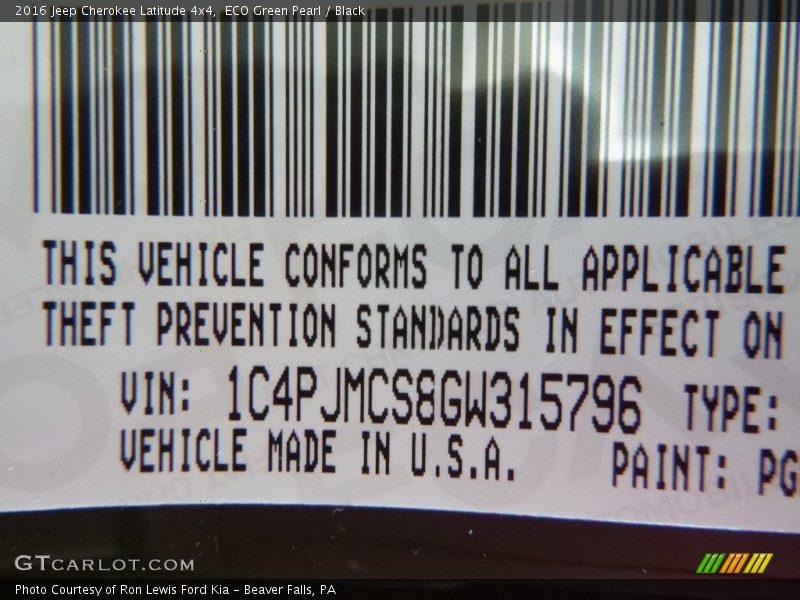 2016 Jeep Cherokee Latitude 4x4, ECO Green Pearl / Black
THIS VEHICLE CONFORMS TO ALL APPLICABLE
THEFT PREVENTION STANDARDS IN EFFECT ON
VIN: 1C4PJMCS8GW315796 TYPE:
VEHICLE MADE IN U.S.A. PAINT: PG
GTCARLOT.COM
Photo Courtesy of Ron Lewis Ford Kia - Beaver Falls, PA